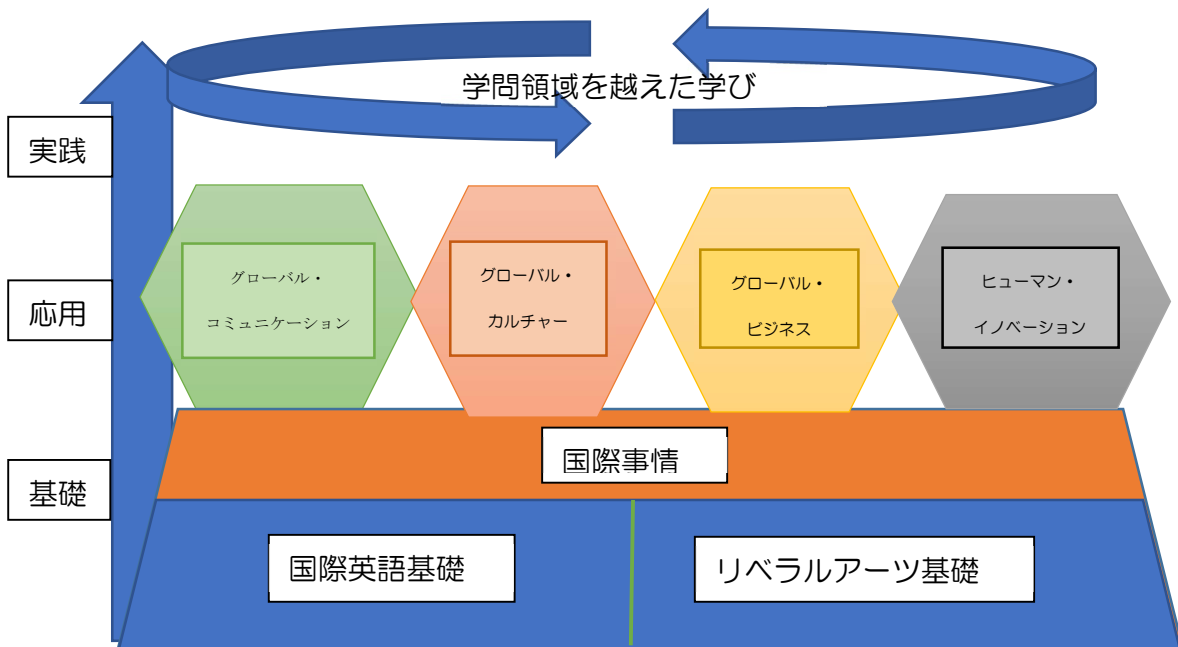 学問領域を越えた学び
実践
応用
グローバル・
コミュニケーション
グローバル・
カルチャー
グローバル・
ビジネス
ヒューマン・
イノベーション
基礎
国際事情
国際英語基礎
リベラルアーツ基礎